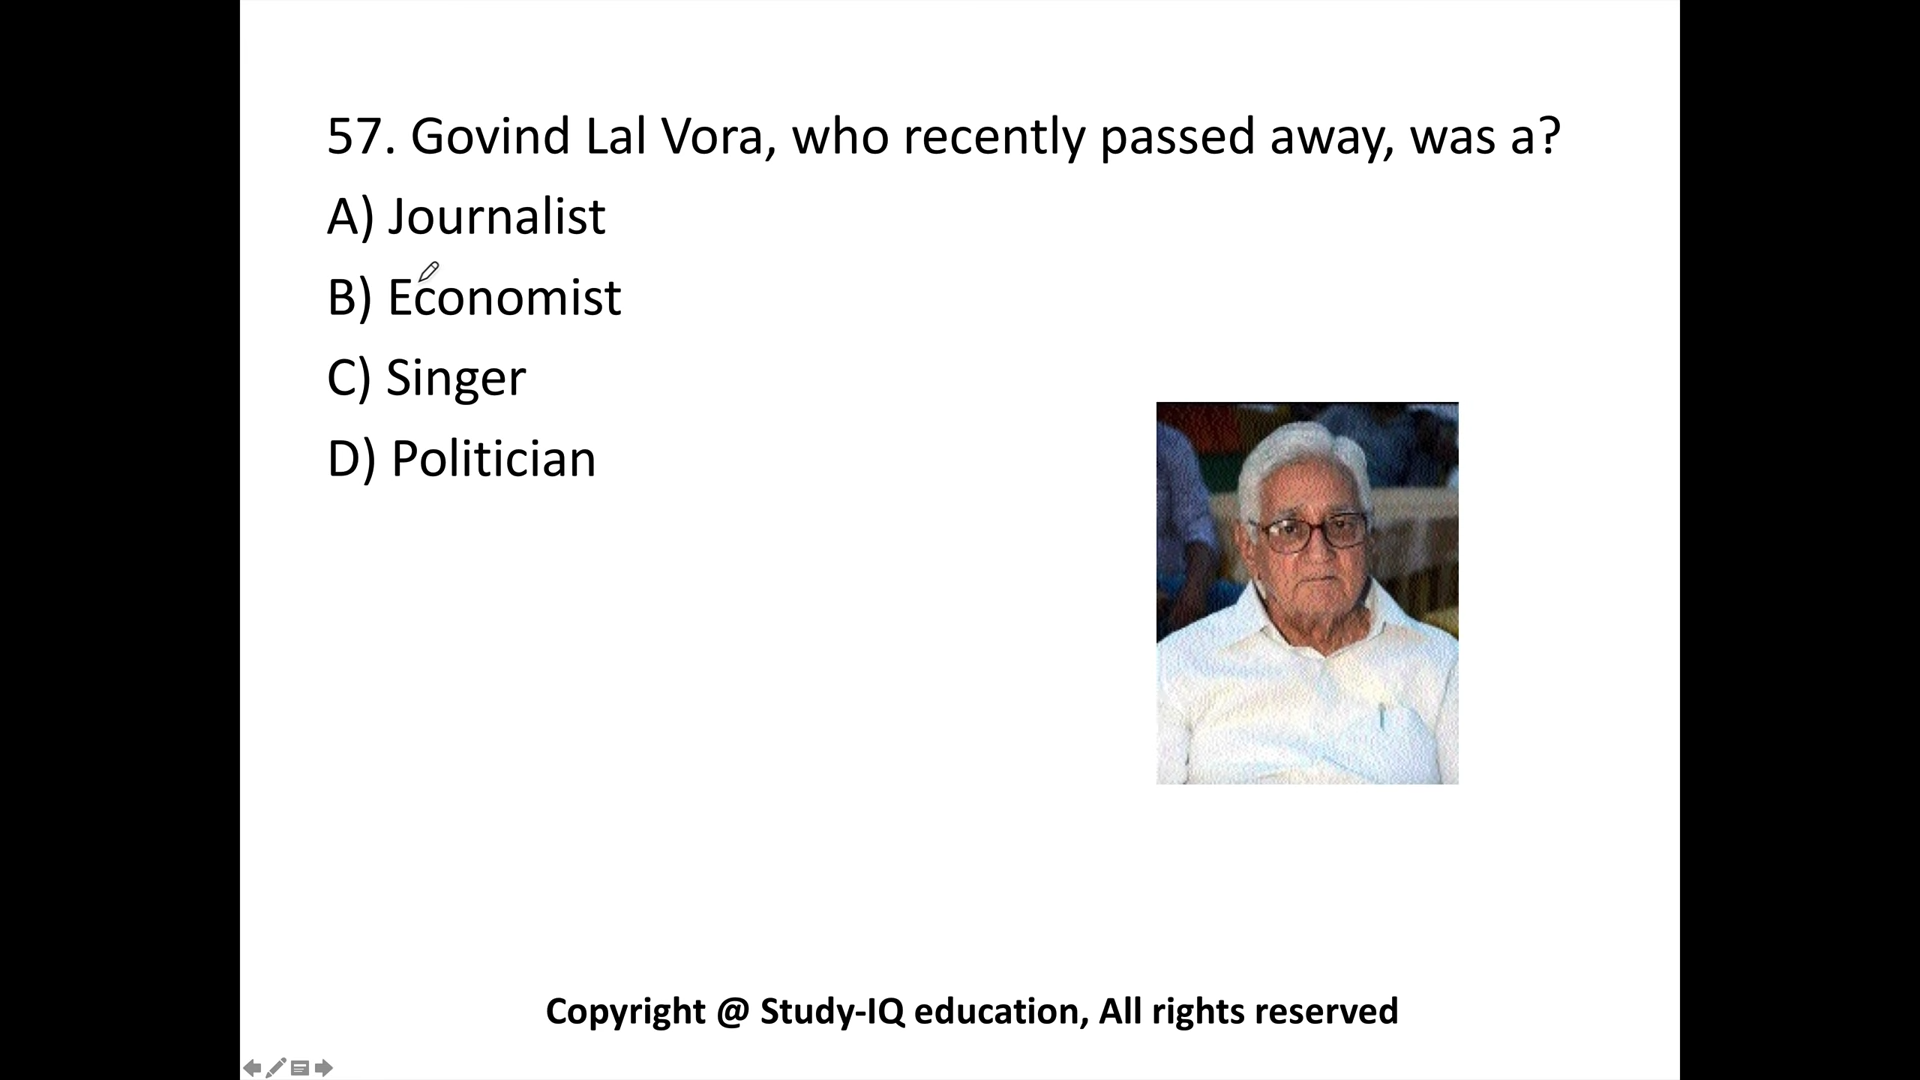 57. Govind Lal Vora, who recently passed away, was a?
A) Journalist
B) Economist
C) Singer
D) Politician
Copyright @ Study-IQ education, All rights reserved